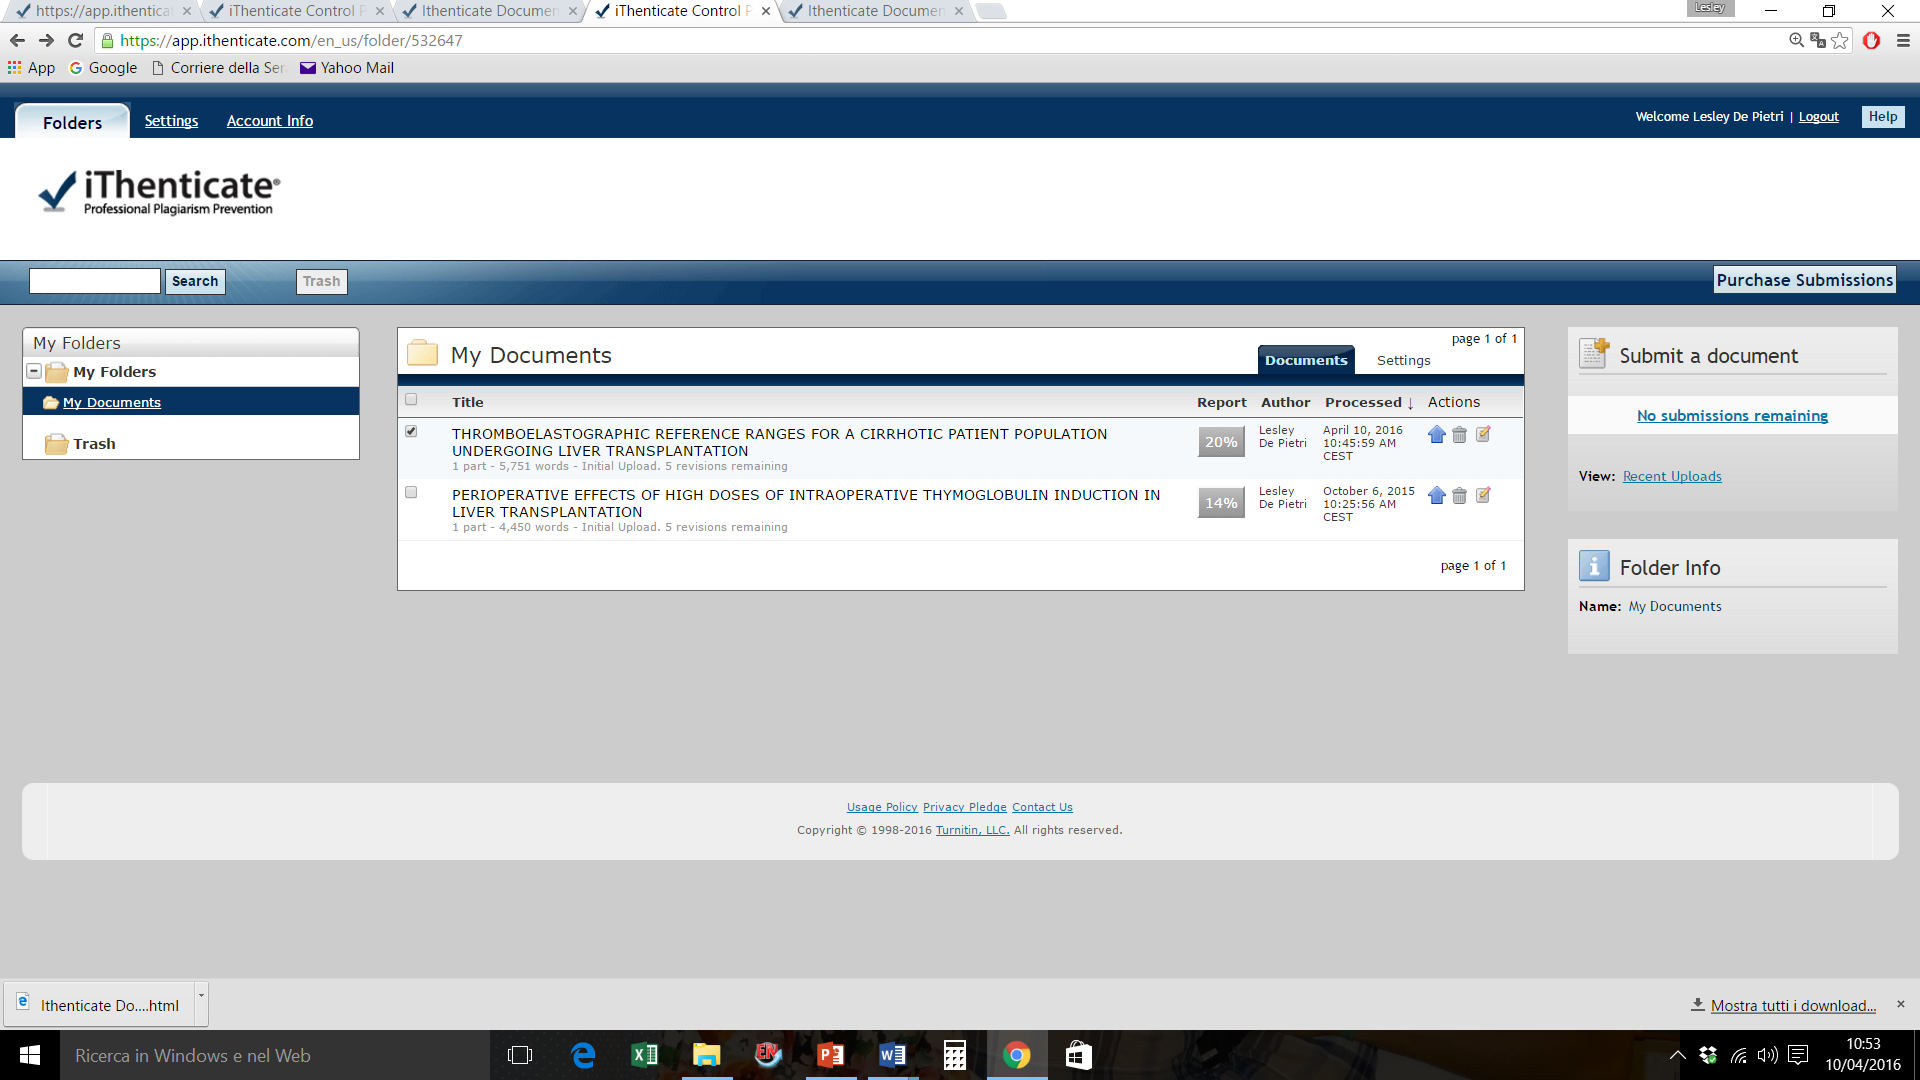 https://app.ithenticat
iThenticate Control P
Ithenticate Documen
iThenticate Control P
Ithenticate Documen
Lesley
https://app.ithenticate.com/en_us/folder/532647
App Google Corriere della Ser Yahoo Mail
Folders Settings Account Info
Welcome Lesley De Pietri | Logout Help
iThenticate®
Professional Plagiarism Prevention
Search Trash Purchase Submissions
My Folders
My Folders
My Documents
Trash
page 1 of 1
My Documents
Documents Settings
Title Report Author Processed ↓ Actions
THROMBOELASTOGRAPHIC REFERENCE RANGES FOR A CIRRHOTIC PATIENT POPULATION
UNDERGOING LIVER TRANSPLANTATION
1 part - 5,751 words - Initial Upload. 5 revisions remaining
20%
Lesley
De Pietri
April 10, 2016
10:45:59 AM
CEST
PERIOPERATIVE EFFECTS OF HIGH DOSES OF INTRAOPERATIVE THYMOGLOBULIN INDUCTION IN
LIVER TRANSPLANTATION
1 part - 4,450 words - Initial Upload. 5 revisions remaining
14%
Lesley
De Pietri
October 6, 2015
10:25:56 AM
CEST
page 1 of 1
Submit a document
No submissions remaining
View: Recent Uploads
Folder Info
Name: My Documents
Usage Policy Privacy Pledge Contact Us
Copyright © 1998-2016 Turnitin, LLC. All rights reserved.
Ithenticate Do....html
Mostra tutti i download...
Ricerca in Windows e nel Web
10:53
10/04/2016